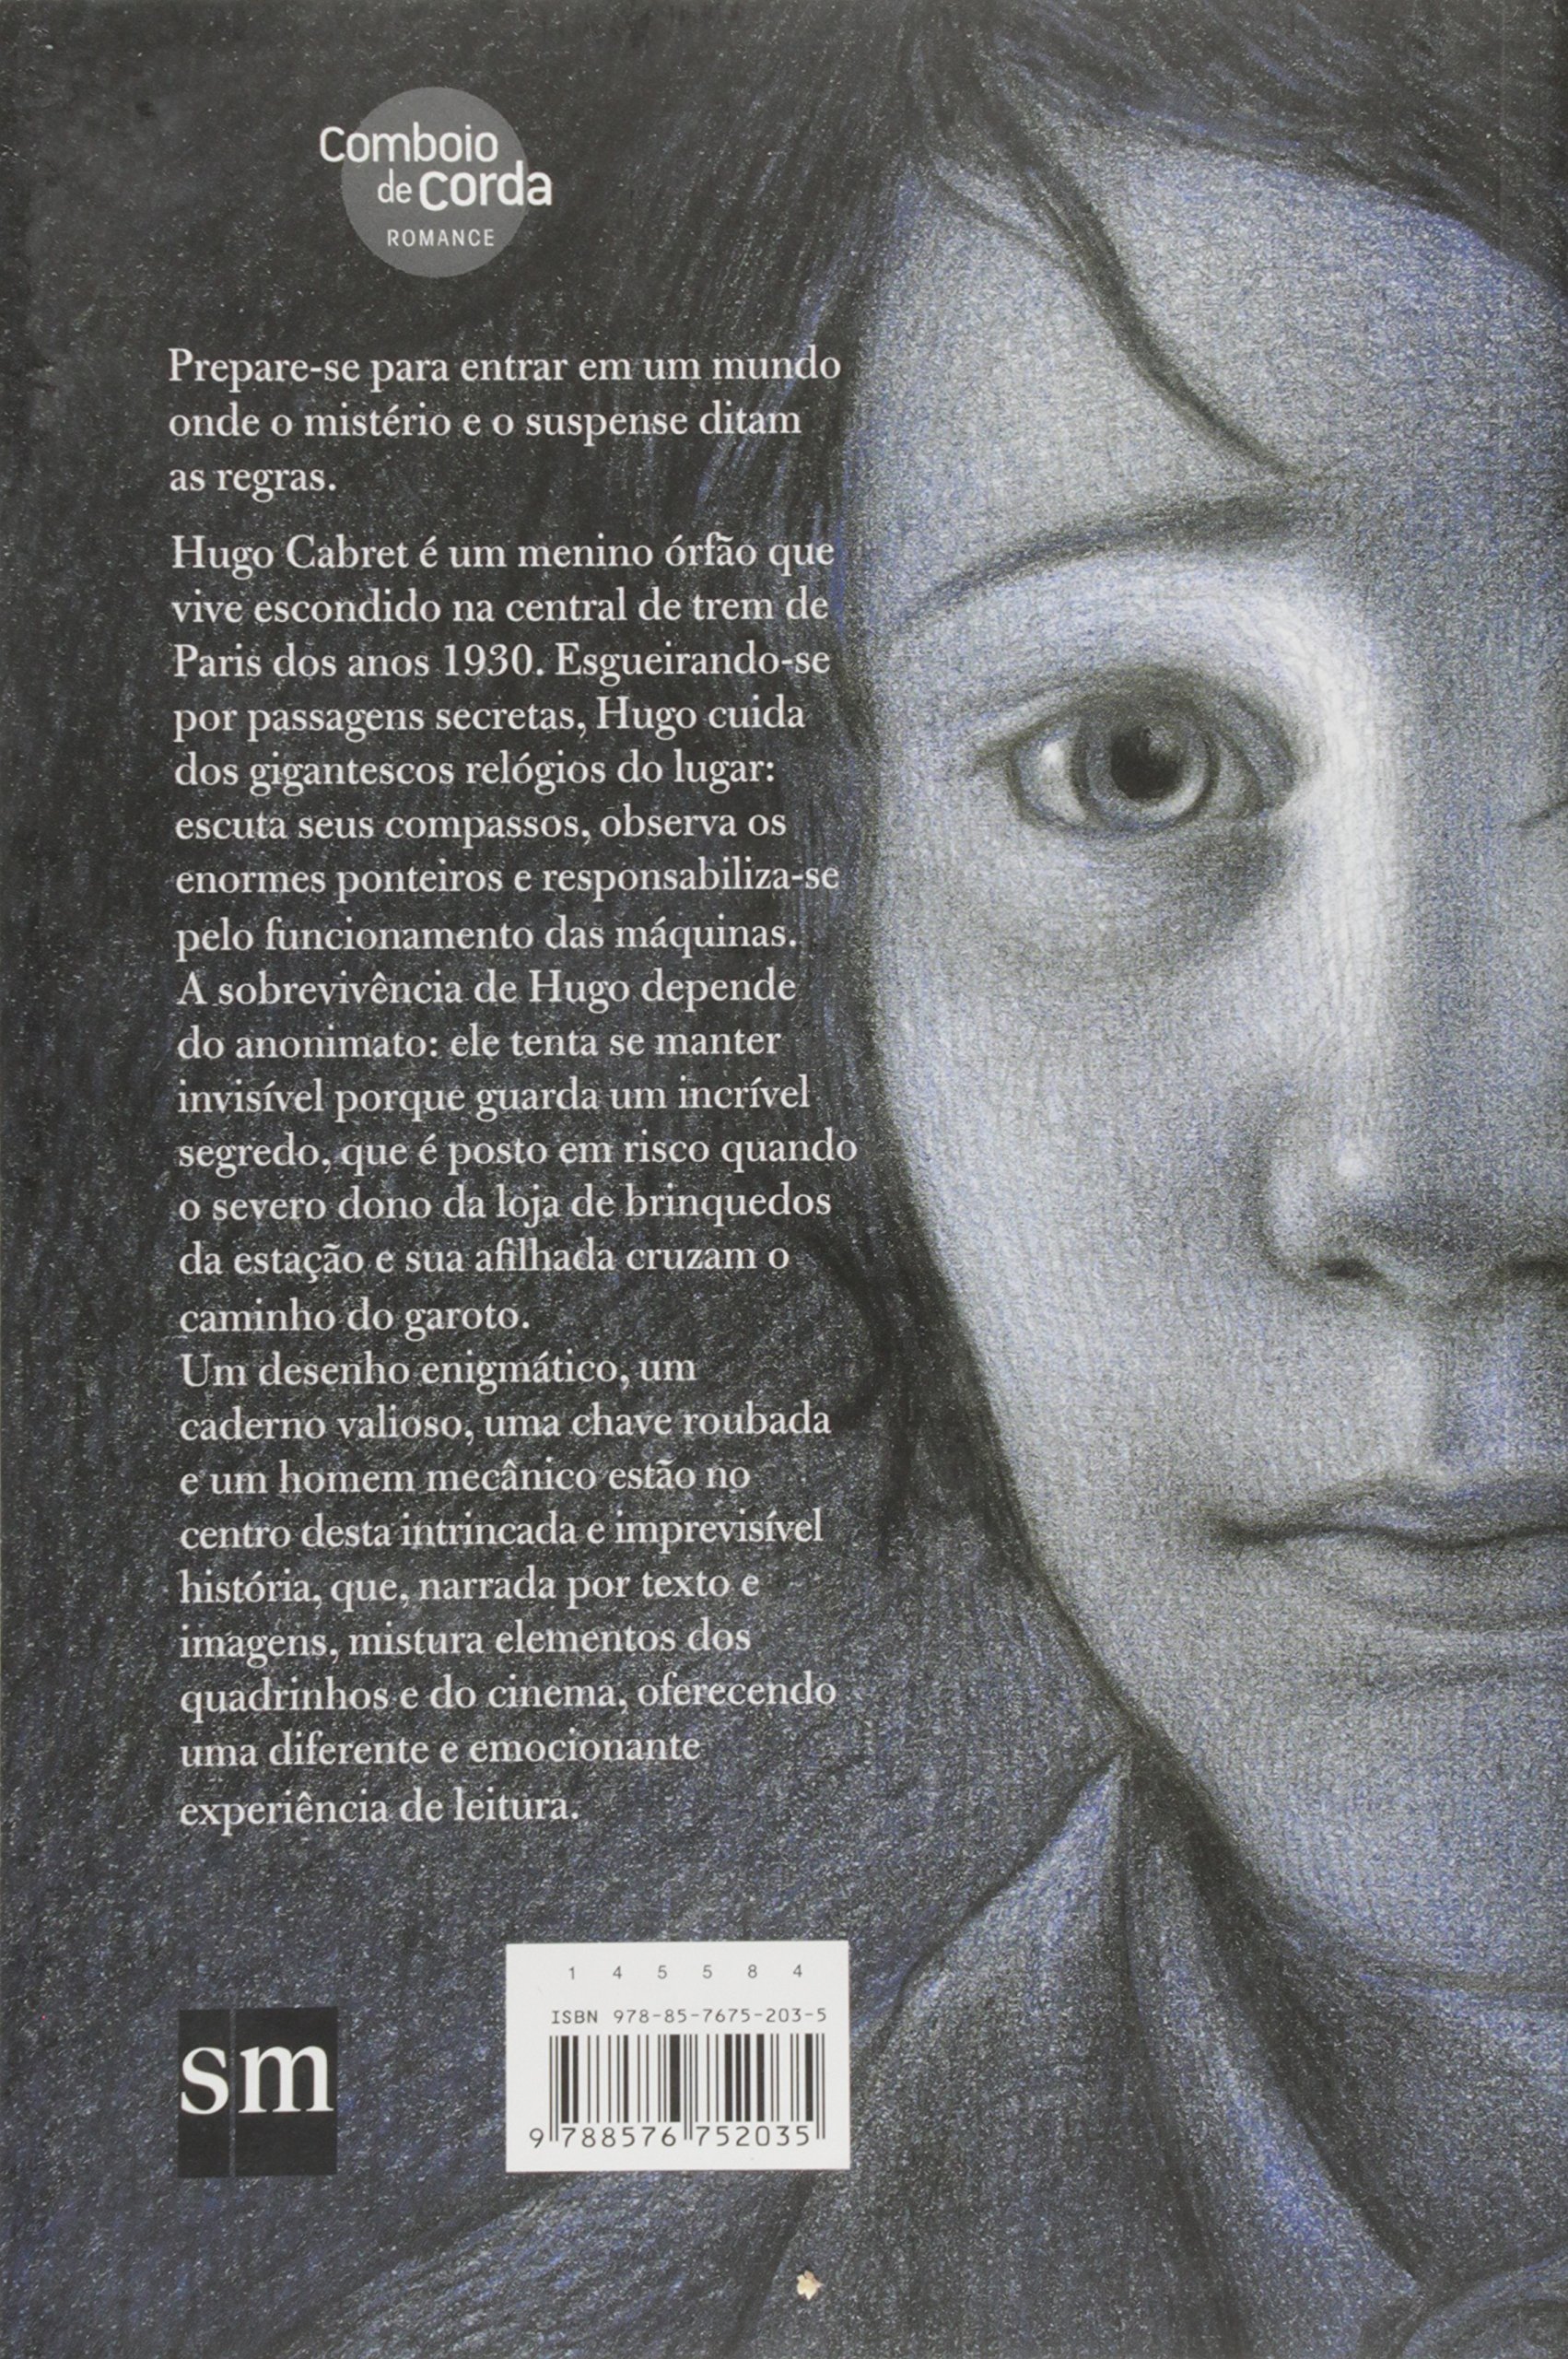 Comboio
de corda
ROMANCE
Prepare-se para entrar em um mundo
onde o mistério e o suspense ditam
as regras.
Hugo Cabret é um menino órfão que
vive escondido na central de trem de
Paris dos anos 1930. Esgueirando-se
por passagens secretas, Hugo cuida
dos gigantescos relógios do lugar:
escuta seus compassos, observa os
enormes ponteiros e responsabiliza-se
pelo funcionamento das máquinas.
A sobrevivência de Hugo depende
do anonimato: ele tenta se manter
invisível porque guarda um incrível
segredo, que é posto em risco quando
o severo dono da loja de brinquedos
da estação e sua afilhada cruzam o
caminho do garoto.
Um desenho enigmático, um
caderno valioso, uma chave roubada
e um homem mecânico estão no
centro desta intrincada e imprevisível
história, que, narrada por texto e
imagens, mistura elementos dos
quadrinhos e do cinema, oferecendo
uma diferente e emocionante
experiência de leitura.
sm
1 4 5 5 8 4
ISBN 978-85-7675-203-5
9 788576 752035